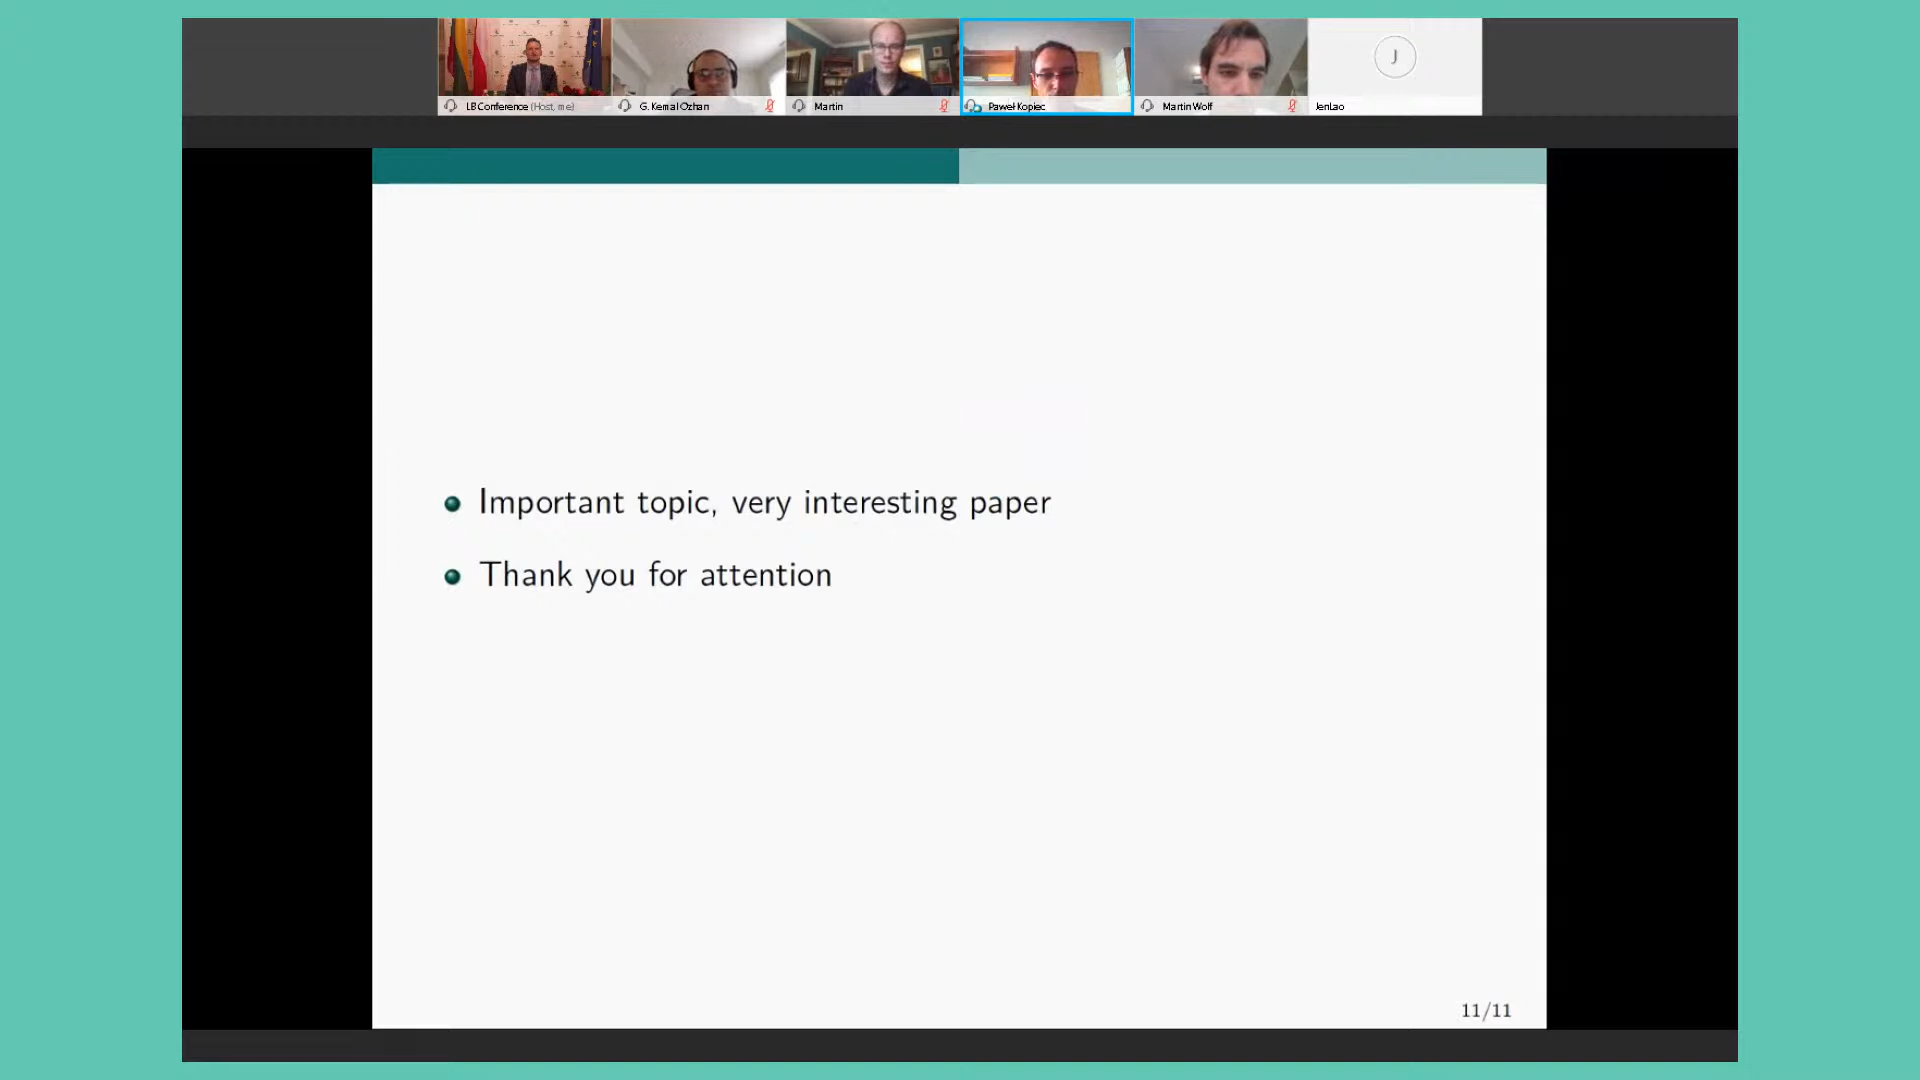 LB Conference (Host, me)
G. Kemal Ozhan
Martin
Paweł Kopiec
Martin Wolf
J
JenLao
Important topic, very interesting paper
Thank you for attention
11/11